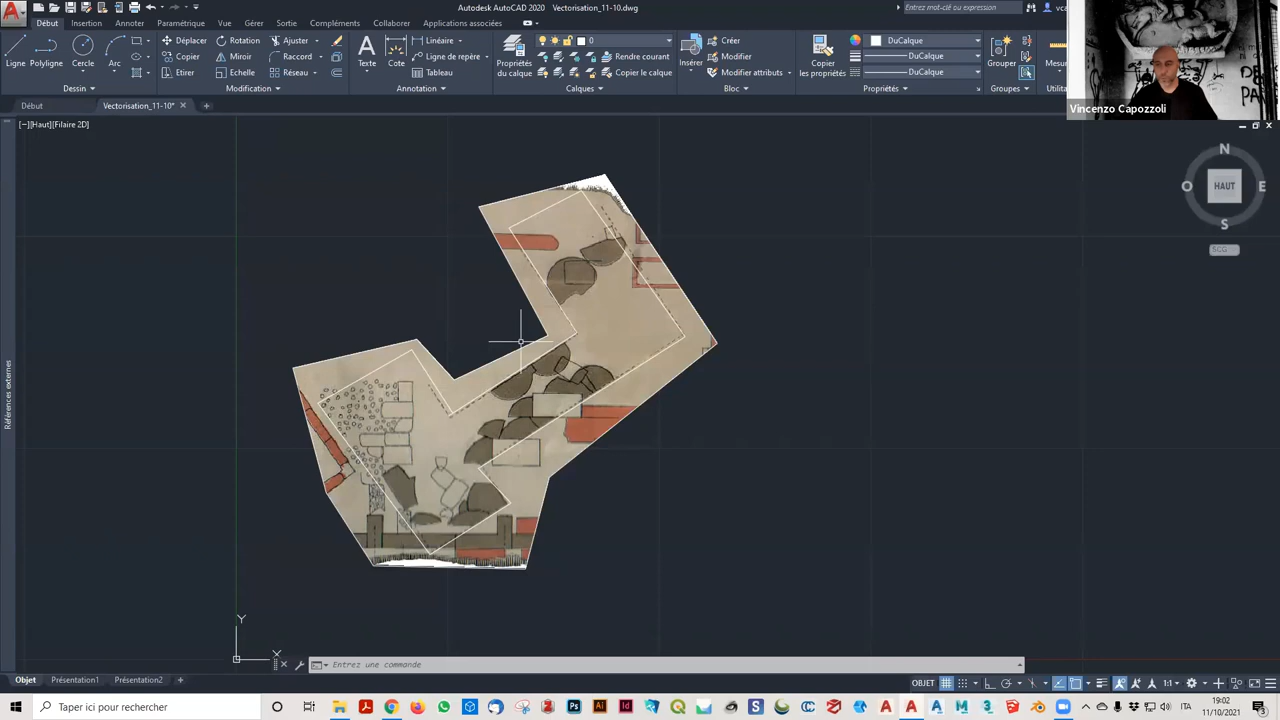 Autodesk AutoCAD 2020 Vectorisation_11-10.dwg
Entrez mot-clé ou expression
Début Insertion Annoter Paramétrique Vue Gérer Sortie Compléments Collaborer Applications associées
Ligne Polyligne Cercle Arc
Déplacer Rotation Ajuster
Copier Miroir Raccord
Etirer Echelle Réseau
Texte Cote
Linéaire
Ligne de repère
Tableau
Propriétés du calque
0
Rendre courant
Copier le calque
Insérer
Créer
Modifier
Modifier attributs
Copier les propriétés
DuCalque
DuCalque
DuCalque
Grouper
Dessin Modification Annotation Calques Bloc Propriétés Groupes
Vincenzo Capozzoli
Début Vectorisation_11-10*
[−][Haut][Filaire 2D]
N
O HAUT E
S
SCG
Références externes
Y
X
Entrez une commande
Objet Présentation1 Présentation2
OBJET 1:1
Taper ici pour rechercher
19:02
11/10/2021